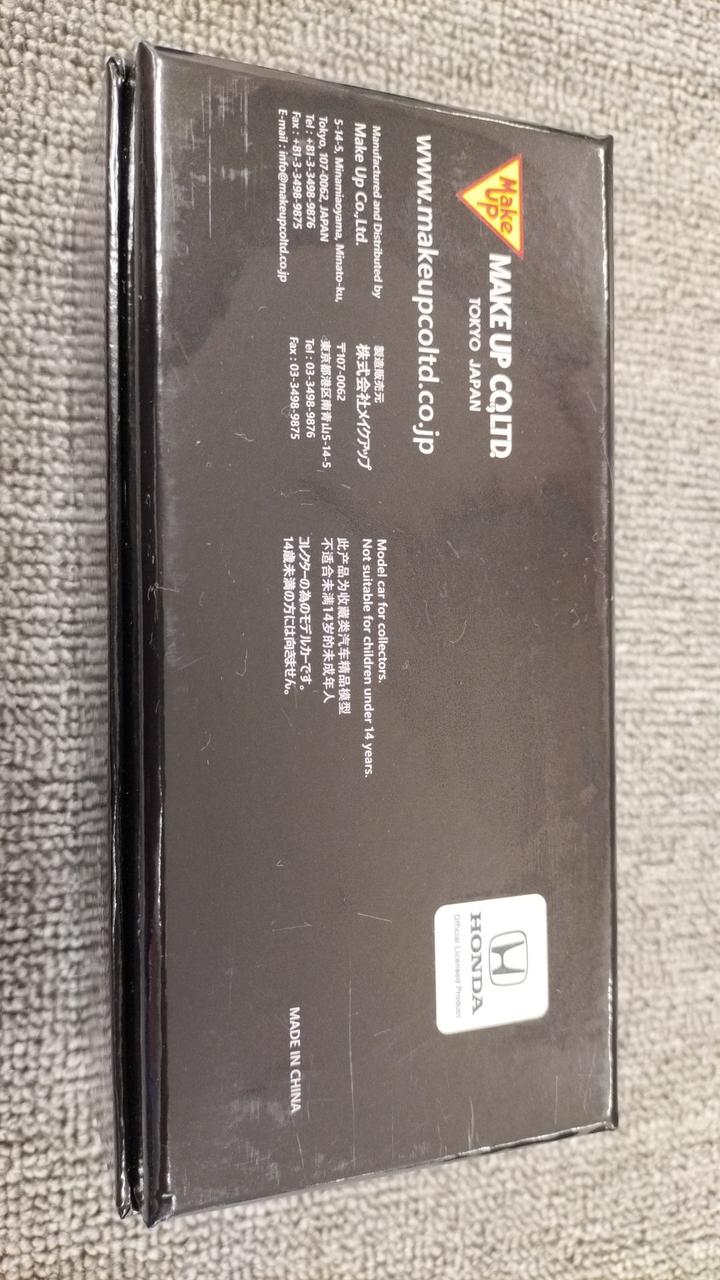 Make
Up
MAKE UP CO.,LTD.
TOKYO JAPAN
www.makeupcoltd.co.jp
Manufactured and Distributed by
Make Up Co.,Ltd.
5-14-5, Minamiaoyama, Minato-ku,
Tokyo, 107-0062, JAPAN
Tel : +81-3-3498-9876
Fax : +81-3-3498-9875
E-mail : info@makeupcoltd.co.jp
製造販売元
株式会社メイクアップ
〒107-0062
東京都港区南青山5-14-5
Tel : 03-3498-9876
Fax : 03-3498-9875
Model car for collectors.
Not suitable for children under 14 years.
此产品为收藏类汽车精品模型
不适合未满14岁的未成年人
コレクターの為のモデルカーです。
14歳未満の方には向きません。
HONDA
Official Licensed Product
MADE IN CHINA